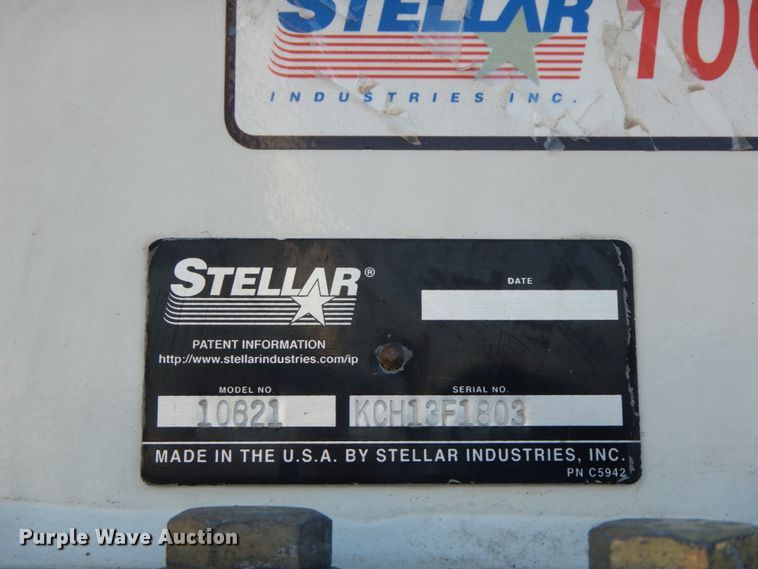 STELLAR
INDUSTRIES INC.
STELLAR®
DATE
PATENT INFORMATION
http://www.stellarindustries.com/ip
MODEL NO.
SERIAL NO.
10621
KCH13F1803
MADE IN THE U.S.A. BY STELLAR INDUSTRIES, INC.
PN C5942
Purple Wave Auction